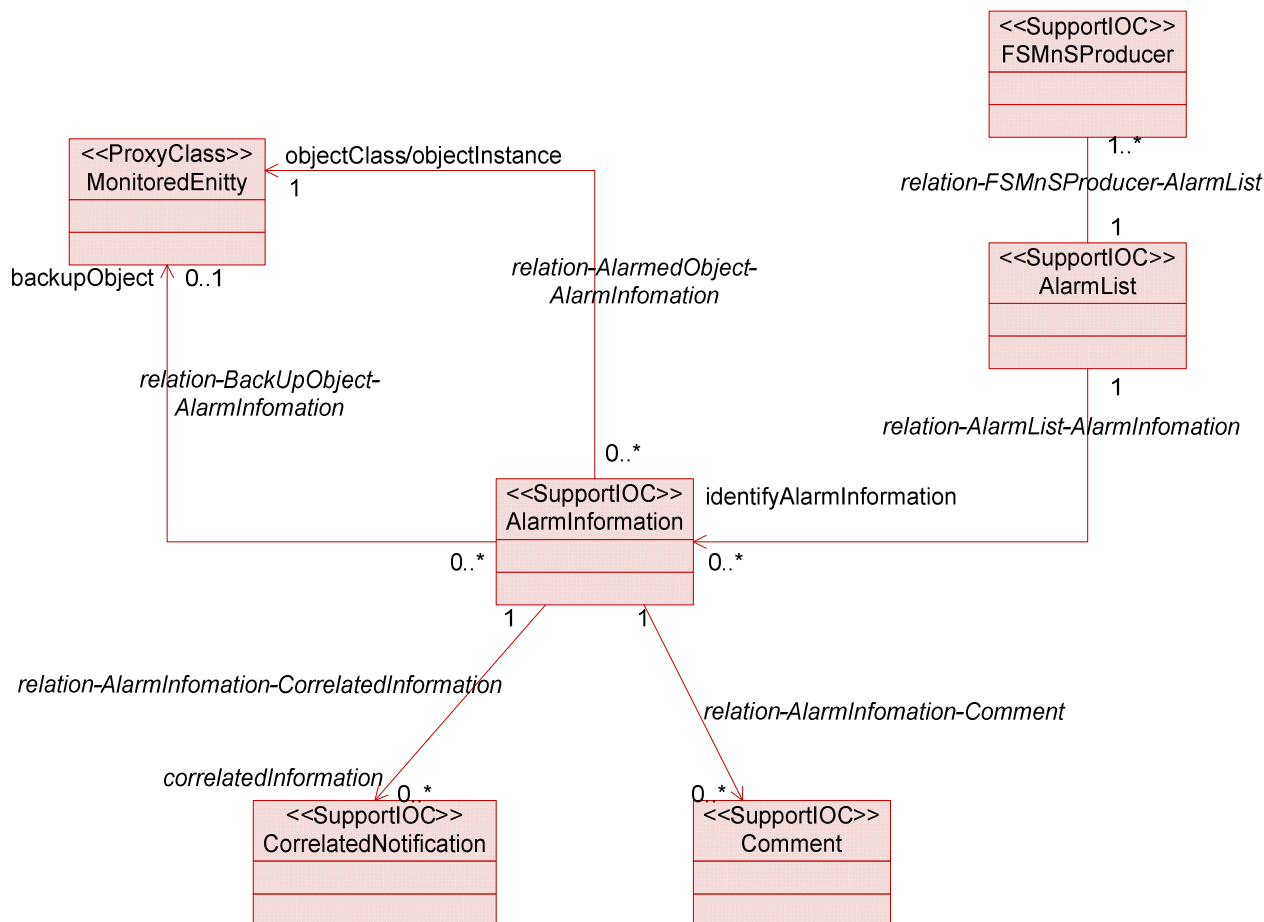 <<SupportIOC>>
FSMnSProducer
1..*
relation-FSMnSProducer-AlarmList
1
<<SupportIOC>>
AlarmList
1
relation-AlarmList-AlarmInfomation
<<ProxyClass>>
MonitoredEnitty
objectClass/objectInstance
1
backupObject
0..1
relation-AlarmedObject-
AlarmInfomation
relation-BackUpObject-
AlarmInfomation
0..*
<<SupportIOC>>
AlarmInformation
identifyAlarmInformation
0..*
0..*
1
1
relation-AlarmInfomation-CorrelatedInformation
relation-AlarmInfomation-Comment
correlatedInformation
0..*
0..*
<<SupportIOC>>
CorrelatedNotification
<<SupportIOC>>
Comment